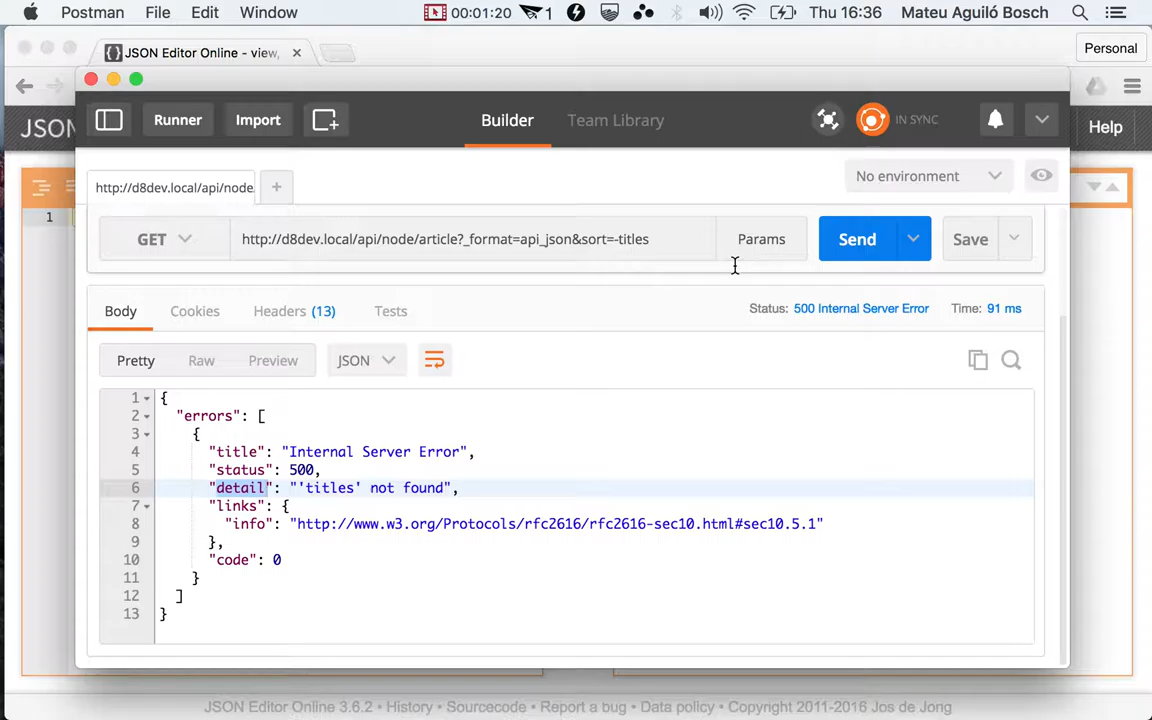 Postman File Edit Window 00:01:20 1 Thu 16:36 Mateu Aguiló Bosch
{} JSON Editor Online - view, Personal
JSON Help
Runner Import Builder Team Library IN SYNC
http://d8dev.local/api/node No environment
1
GET http://d8dev.local/api/node/article?_format=api_json&sort=-titles Params Send Save
Body Cookies Headers (13) Tests Status: 500 Internal Server Error Time: 91 ms
Pretty Raw Preview JSON
1 {
2 "errors": [
3 {
4 "title": "Internal Server Error",
5 "status": 500,
6 "detail": "'titles' not found",
7 "links": {
8 "info": "http://www.w3.org/Protocols/rfc2616/rfc2616-sec10.html#sec10.5.1"
9 },
10 "code": 0
11 }
12 ]
13 }
JSON Editor Online 3.6.2 • History • Sourcecode • Report a bug • Data policy • Copyright 2011-2016 Jos de Jong